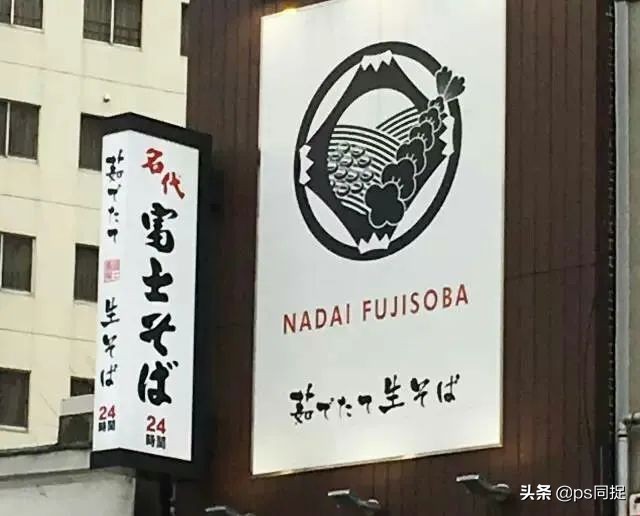 茹でたて
生そば
24
時間
名代
富士そば
24
時間
NADAI FUJISOBA
茹でたて生そば
头条 @ps同捉